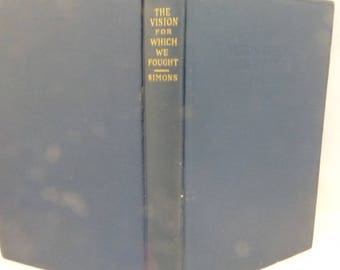 THE
VISION
FOR
WHICH
WE
FOUGHT
SIMONS